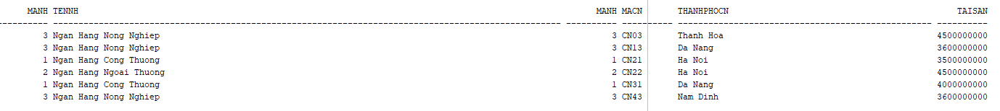 MANH TENNH MANH MACN THANHPHOCN TAISAN
---------- ---------------------------------------------------------------------------------------------------- ---------- ---------- -------------------------------------------------- ----------
3 Ngan Hang Nong Nghiep 3 CN03 Thanh Hoa 4500000000
3 Ngan Hang Nong Nghiep 3 CN13 Da Nang 3600000000
1 Ngan Hang Cong Thuong 1 CN21 Ha Noi 3500000000
2 Ngan Hang Ngoai Thuong 2 CN22 Ha Noi 4500000000
1 Ngan Hang Cong Thuong 1 CN31 Da Nang 4000000000
3 Ngan Hang Nong Nghiep 3 CN43 Nam Dinh 3600000000